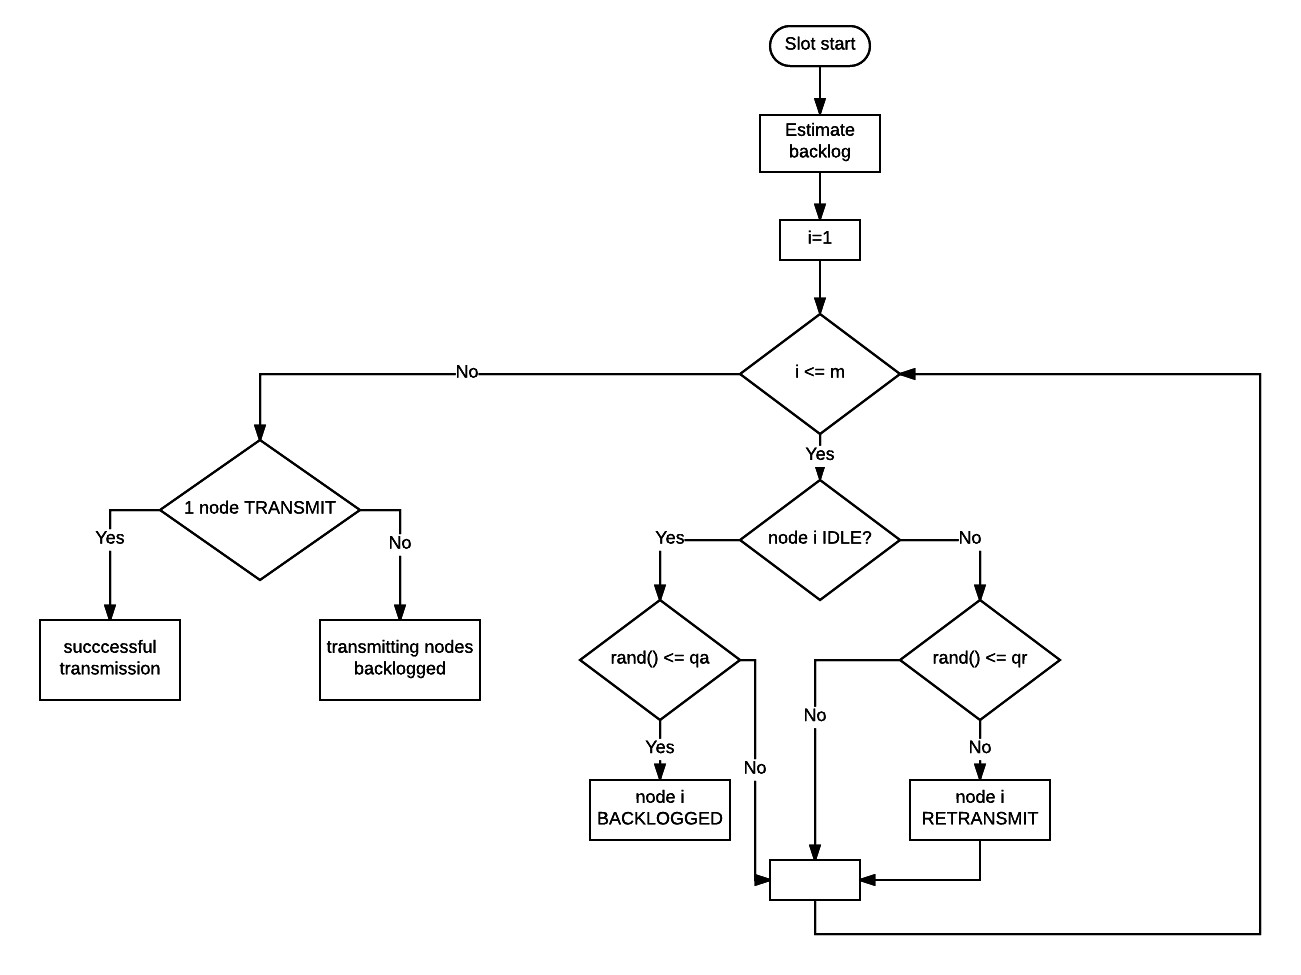 Slot start
Estimate
backlog
i=1
i <= m
No
Yes
1 node TRANSMIT
Yes
No
succcessful
transmission
transmitting nodes
backlogged
node i IDLE?
Yes
No
rand() <= qa
rand() <= qr
Yes
No
No
No
node i
BACKLOGGED
node i
RETRANSMIT